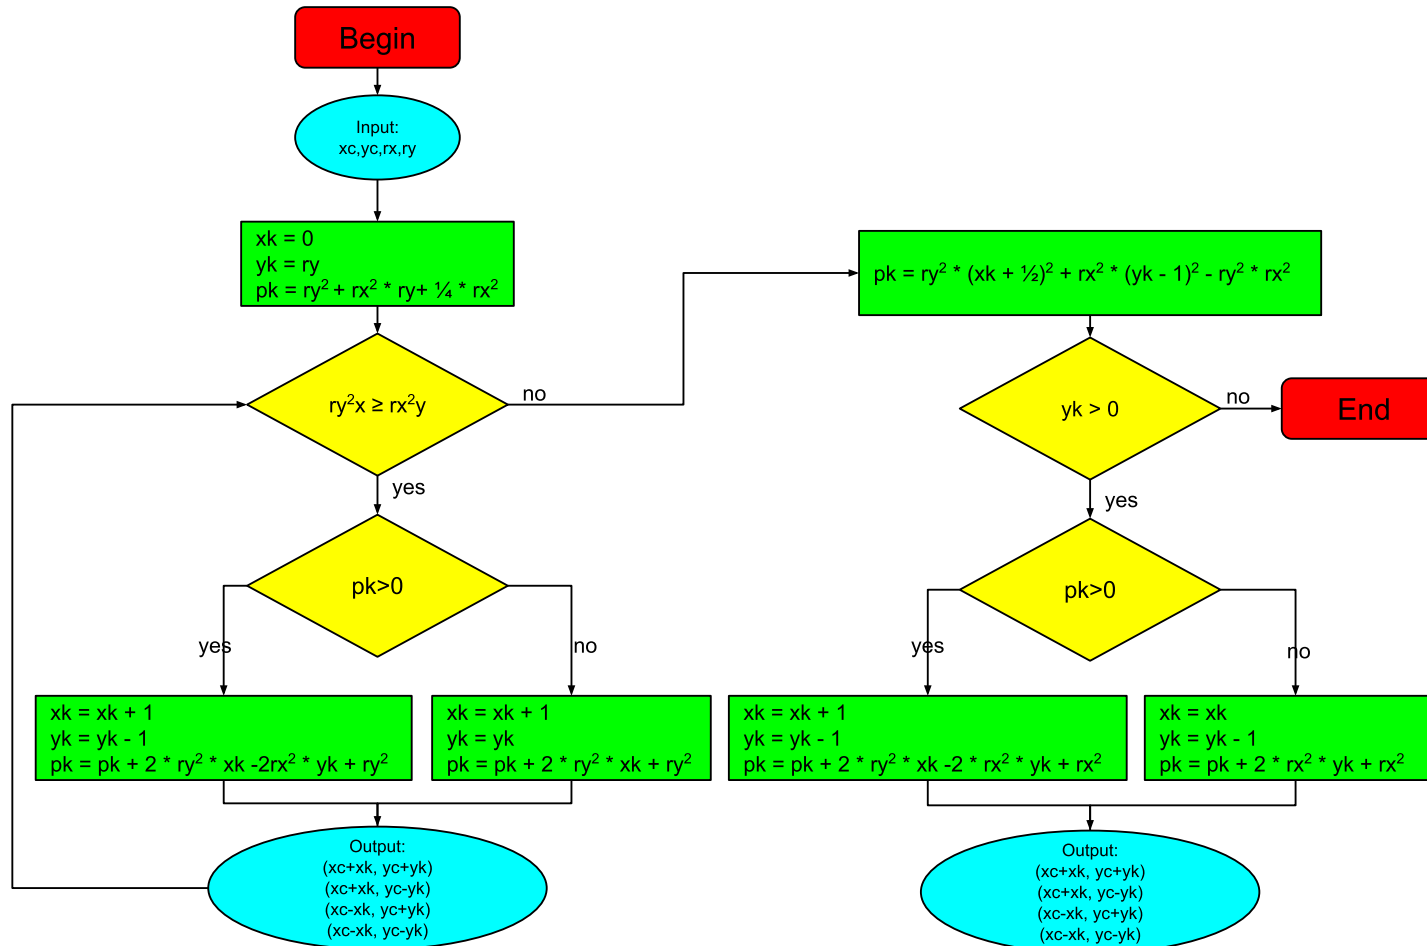 Begin
Input:
xc,yc,rx,ry
xk = 0
yk = ry
pk = ry² + rx² * ry+ ¼ * rx²
ry²x ≥ rx²y
no
yes
pk>0
yes
no
xk = xk + 1
yk = yk - 1
pk = pk + 2 * ry² * xk -2rx² * yk + ry²
xk = xk + 1
yk = yk
pk = pk + 2 * ry² * xk + ry²
Output:
(xc+xk, yc+yk)
(xc+xk, yc-yk)
(xc-xk, yc+yk)
(xc-xk, yc-yk)
pk = ry² * (xk + ½)² + rx² * (yk - 1)² - ry² * rx²
yk > 0
no
End
yes
pk>0
yes
no
xk = xk + 1
yk = yk - 1
pk = pk + 2 * ry² * xk -2 * rx² * yk + rx²
xk = xk
yk = yk - 1
pk = pk + 2 * rx² * yk + rx²
Output:
(xc+xk, yc+yk)
(xc+xk, yc-yk)
(xc-xk, yc+yk)
(xc-xk, yc-yk)